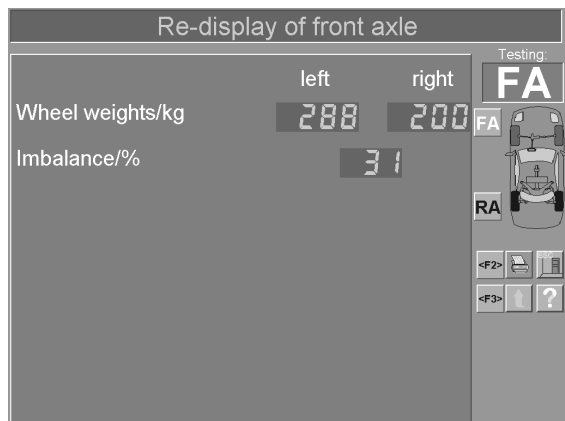 Re-display of front axle
Testing:
FA
left right
Wheel weights/kg 288 200
FA
Imbalance/% 31
RA
<F2>
ESC
<F3> ?